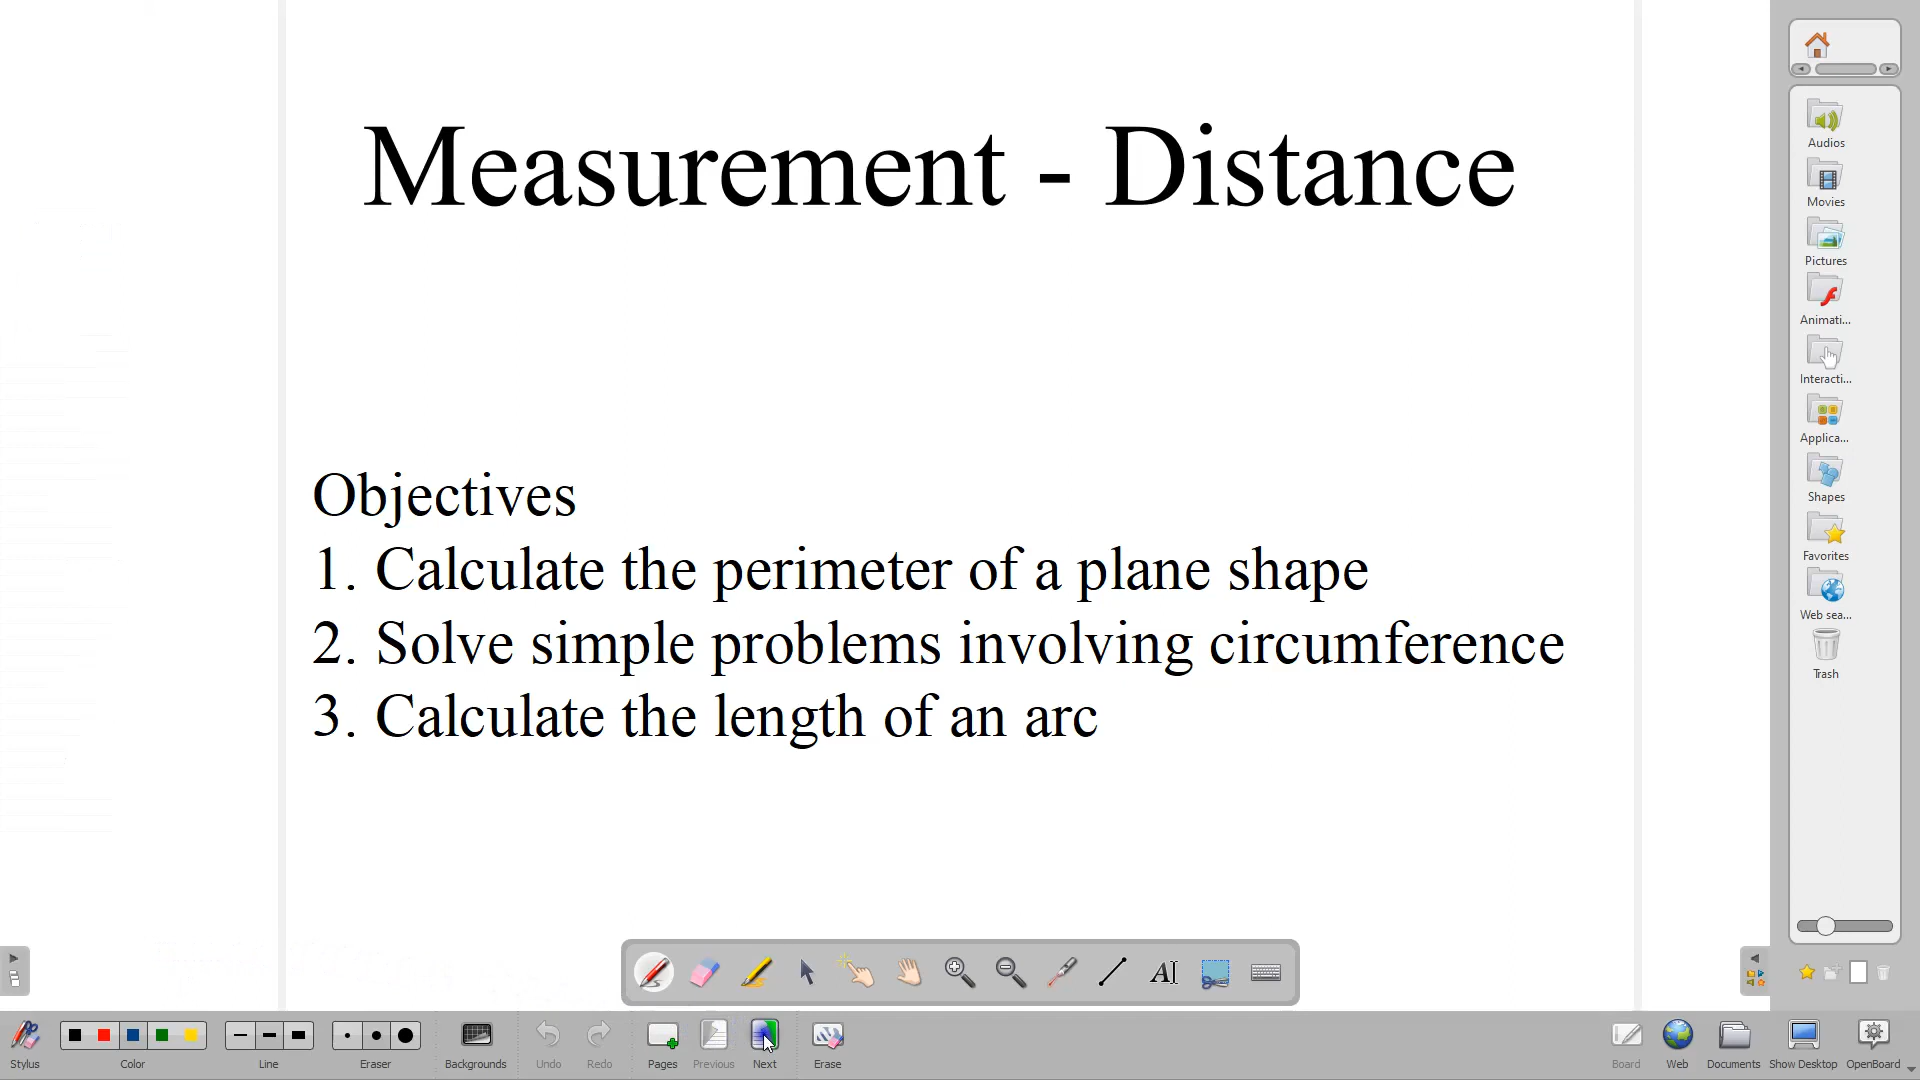 Measurement - Distance
Objectives
1. Calculate the perimeter of a plane shape
2. Solve simple problems involving circumference
3. Calculate the length of an arc
Audios
Movies
Pictures
Animati...
Interacti...
Applica...
Shapes
Favorites
Web sea...
Trash
AI
Stylus
Color
Line
Eraser
Backgrounds
Undo
Redo
Pages
Previous
Next
Erase
Board
Web
Documents
Show Desktop
OpenBoard